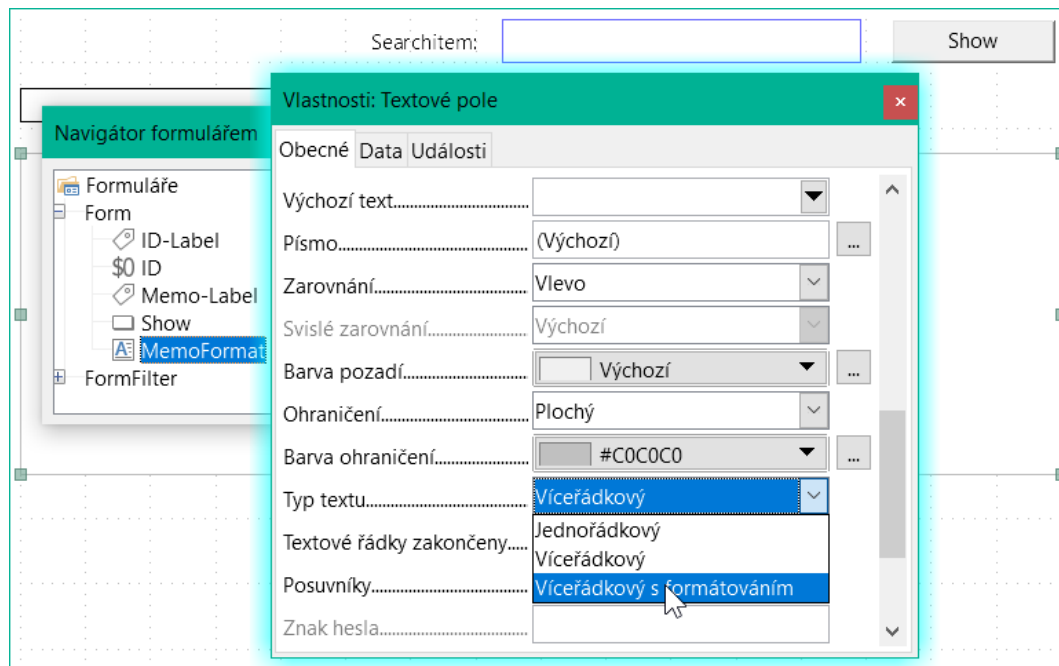 Searchitem:
Show
Navigátor formulářem
Formuláře
Form
ID-Label
ID
Memo-Label
Show
MemoFormat
FormFilter
Vlastnosti: Textové pole
Obecné Data Události
Výchozí text
Písmo (Výchozí) ...
Zarovnání Vlevo
Svislé zarovnání Výchozí
Barva pozadí Výchozí ...
Ohraničení Plochý
Barva ohraničení #C0C0C0 ...
Typ textu Víceřádkový
Jednořádkový
Textové řádky zakončeny
Víceřádkový
Posuvníky
Víceřádkový s formátováním
Znak hesla